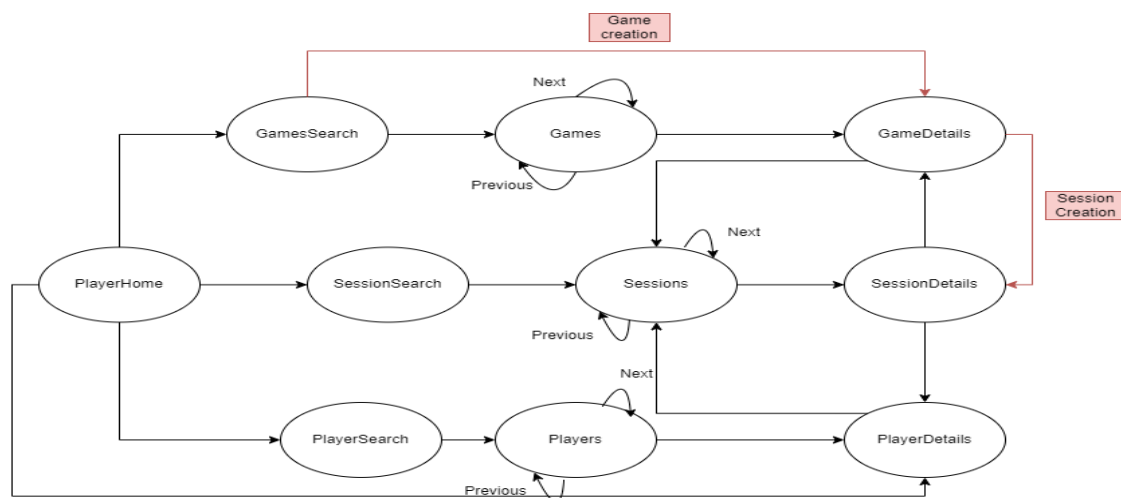 Game
creation
Next
GamesSearch
Games
GameDetails
Previous
Session
Creation
Next
PlayerHome
SessionSearch
Sessions
SessionDetails
Previous
Next
PlayerSearch
Players
PlayerDetails
Previous